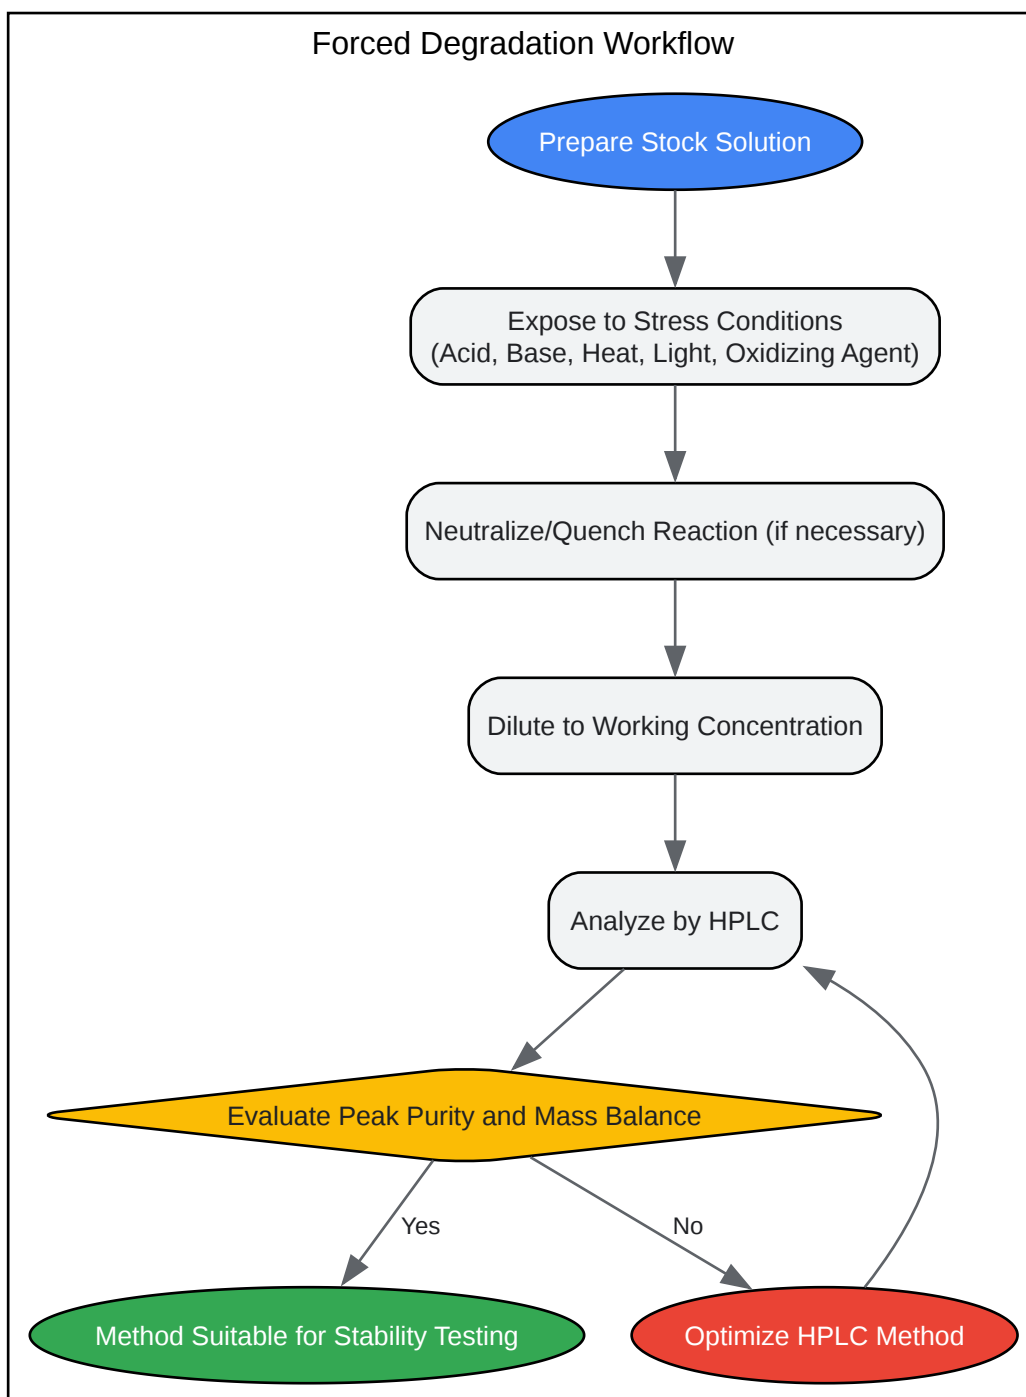 Forced Degradation Workflow
Prepare Stock Solution
Expose to Stress Conditions
(Acid, Base, Heat, Light, Oxidizing Agent)
Neutralize/Quench Reaction (if necessary)
Dilute to Working Concentration
Analyze by HPLC
Evaluate Peak Purity and Mass Balance
Yes
No
Method Suitable for Stability Testing
Optimize HPLC Method